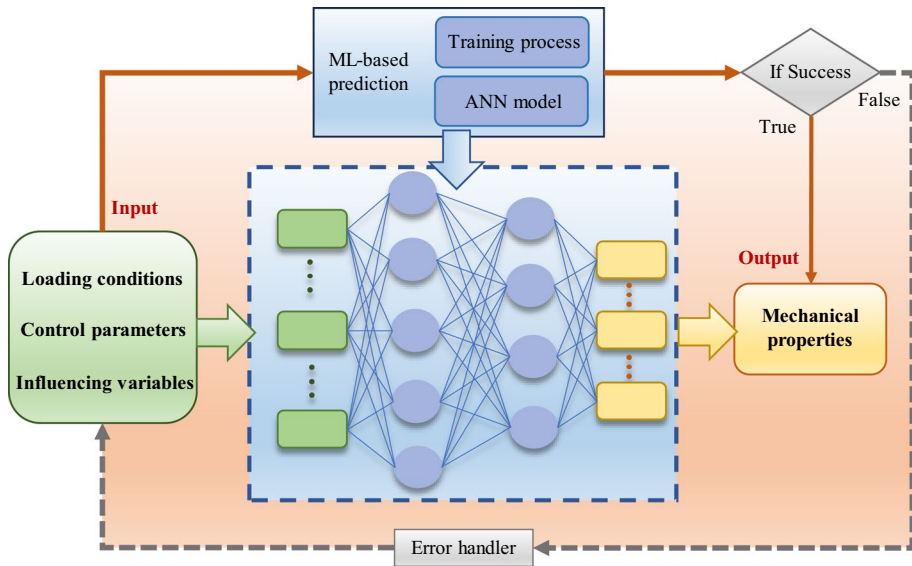 ML-based
prediction
Training process
ANN model
If Success
False
True
Input
Output
Loading conditions
Control parameters
Influencing variables
Mechanical
properties
Error handler